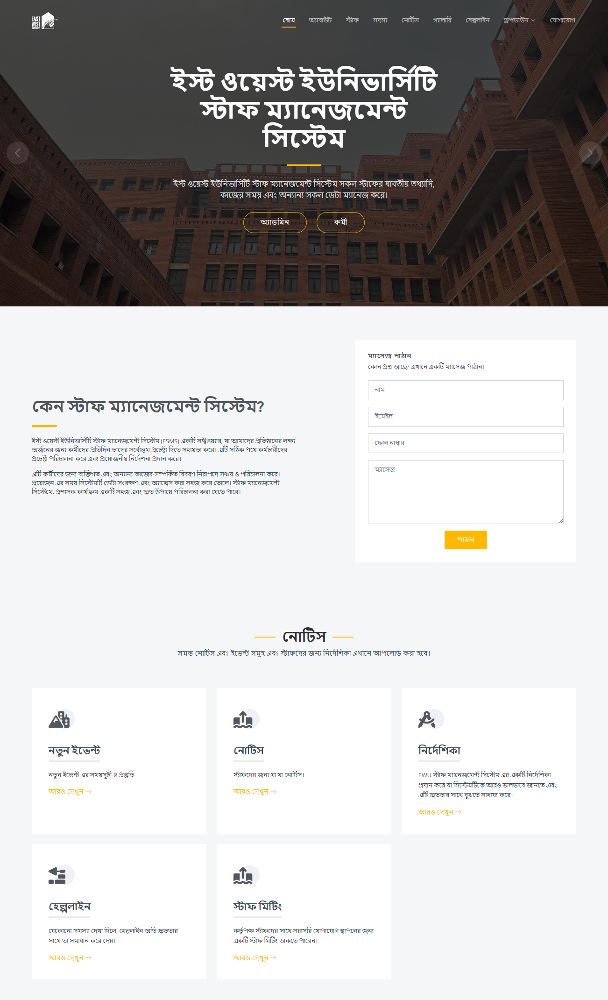 EAST
WEST
UNIVERSITY
হোম অ্যাবাউট স্টাফ সদস্য নোটিস গ্যালারি হেল্পলাইন ড্রপডাউন যোগাযোগ
ইস্ট ওয়েস্ট ইউনিভার্সিটি
স্টাফ ম্যানেজমেন্ট
সিস্টেম
ইস্ট ওয়েস্ট ইউনিভার্সিটি স্টাফ ম্যানেজমেন্ট সিস্টেম সকল স্টাফের যাবতীয় তথ্যাদি,
কাজের সময় এবং অন্যান্য সকল ডেটা ম্যানেজ করে।
অ্যাডমিন কর্মী
কেন স্টাফ ম্যানেজমেন্ট সিস্টেম?
ইস্ট ওয়েস্ট ইউনিভার্সিটি স্টাফ ম্যানেজমেন্ট সিস্টেম (ESMS) একটি সফ্টওয়্যার, যা আমাদের প্রতিষ্ঠানের লক্ষ্য
অর্জনের জন্য কর্মীদের প্রতিদিন তাদের সর্বোত্তম প্রচেষ্টা দিতে সহায়তা করে। এটি সঠিক পথে কর্মচারীদের
প্রচেষ্টা পরিচালনা করে এবং প্রয়োজনীয় নির্দেশনা প্রদান করে।
এটি কর্মীদের জন্য ব্যক্তিগত এবং অন্যান্য কাজের-সম্পর্কিত বিবরণ নিরাপদে সঞ্চয় ও পরিচালনা করে।
প্রয়োজন এর সময় সিস্টেমটি ডেটা সংরক্ষণ এবং অ্যাক্সেস করা সহজ করে তোলে। স্টাফ ম্যানেজমেন্ট
সিস্টেমে, প্রশাসক কার্যক্রম একটি সহজ এবং দ্রুত উপায়ে পরিচালনা করা যেতে পারে।
ম্যাসেজ পাঠান
কোন প্রশ্ন আছে? এখানে একটি ম্যাসেজ পাঠান।
নাম
ইমেইল
ফোন নাম্বার
ম্যাসেজ
পাঠান
নোটিস
সমস্ত নোটিস এবং ইভেন্ট সমুহ এবং স্টাফদের জন্য নির্দেশিকা এখানে আপলোড করা হবে।
নতুন ইভেন্ট
নতুন ইভেন্ট এর সময়সূচী ও প্রস্তুতি
আরও দেখুন
নোটিস
স্টাফদের জন্য যা যা নোটিস।
আরও দেখুন
নির্দেশিকা
EWU স্টাফ ম্যানেজমেন্ট সিস্টেম এর একটি নির্দেশিকা
প্রদান করে যা সিস্টেমটিকে আরও ভালভাবে জানতে এবং
এটি দ্রুততার সাথে বুঝতে সাহায্য করে।
আরও দেখুন
হেল্পলাইন
যেকোনো সমস্যা দেখা দিলে, হেল্পলাইন অতি দ্রুততার
সাথে তা সমাধান করে দেয়।
আরও দেখুন
স্টাফ মিটিং
কর্তৃপক্ষ স্টাফদের সাথে সরাসরি যোগাযোগ স্থাপনের জন্য
একটি স্টাফ মিটিং ডাকতে পারেন।
আরও দেখুন